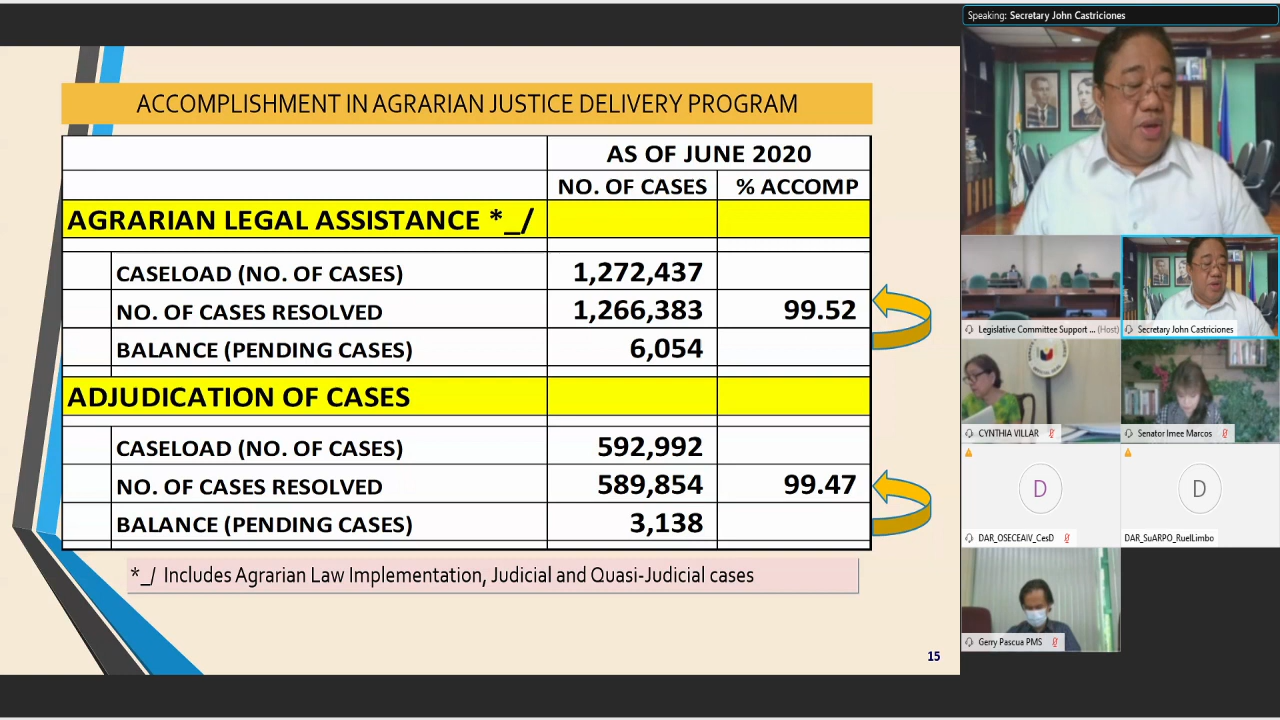 Speaking: Secretary John Castriciones
ACCOMPLISHMENT IN AGRARIAN JUSTICE DELIVERY PROGRAM
AS OF JUNE 2020
NO. OF CASES % ACCOMP
AGRARIAN LEGAL ASSISTANCE *_/
CASELOAD (NO. OF CASES) 1,272,437
NO. OF CASES RESOLVED 1,266,383 99.52
BALANCE (PENDING CASES) 6,054
ADJUDICATION OF CASES
CASELOAD (NO. OF CASES) 592,992
NO. OF CASES RESOLVED 589,854 99.47
BALANCE (PENDING CASES) 3,138
*_/ Includes Agrarian Law Implementation, Judicial and Quasi-Judicial cases
15
Legislative Committee Support ... (Host)
Secretary John Castriciones
CYNTHIA VILLAR
Senator Imee Marcos
D
D
DAR_OSECEAIV_CesD
DAR_SuARPO_RuelLimbo
Gerry Pascua PMS